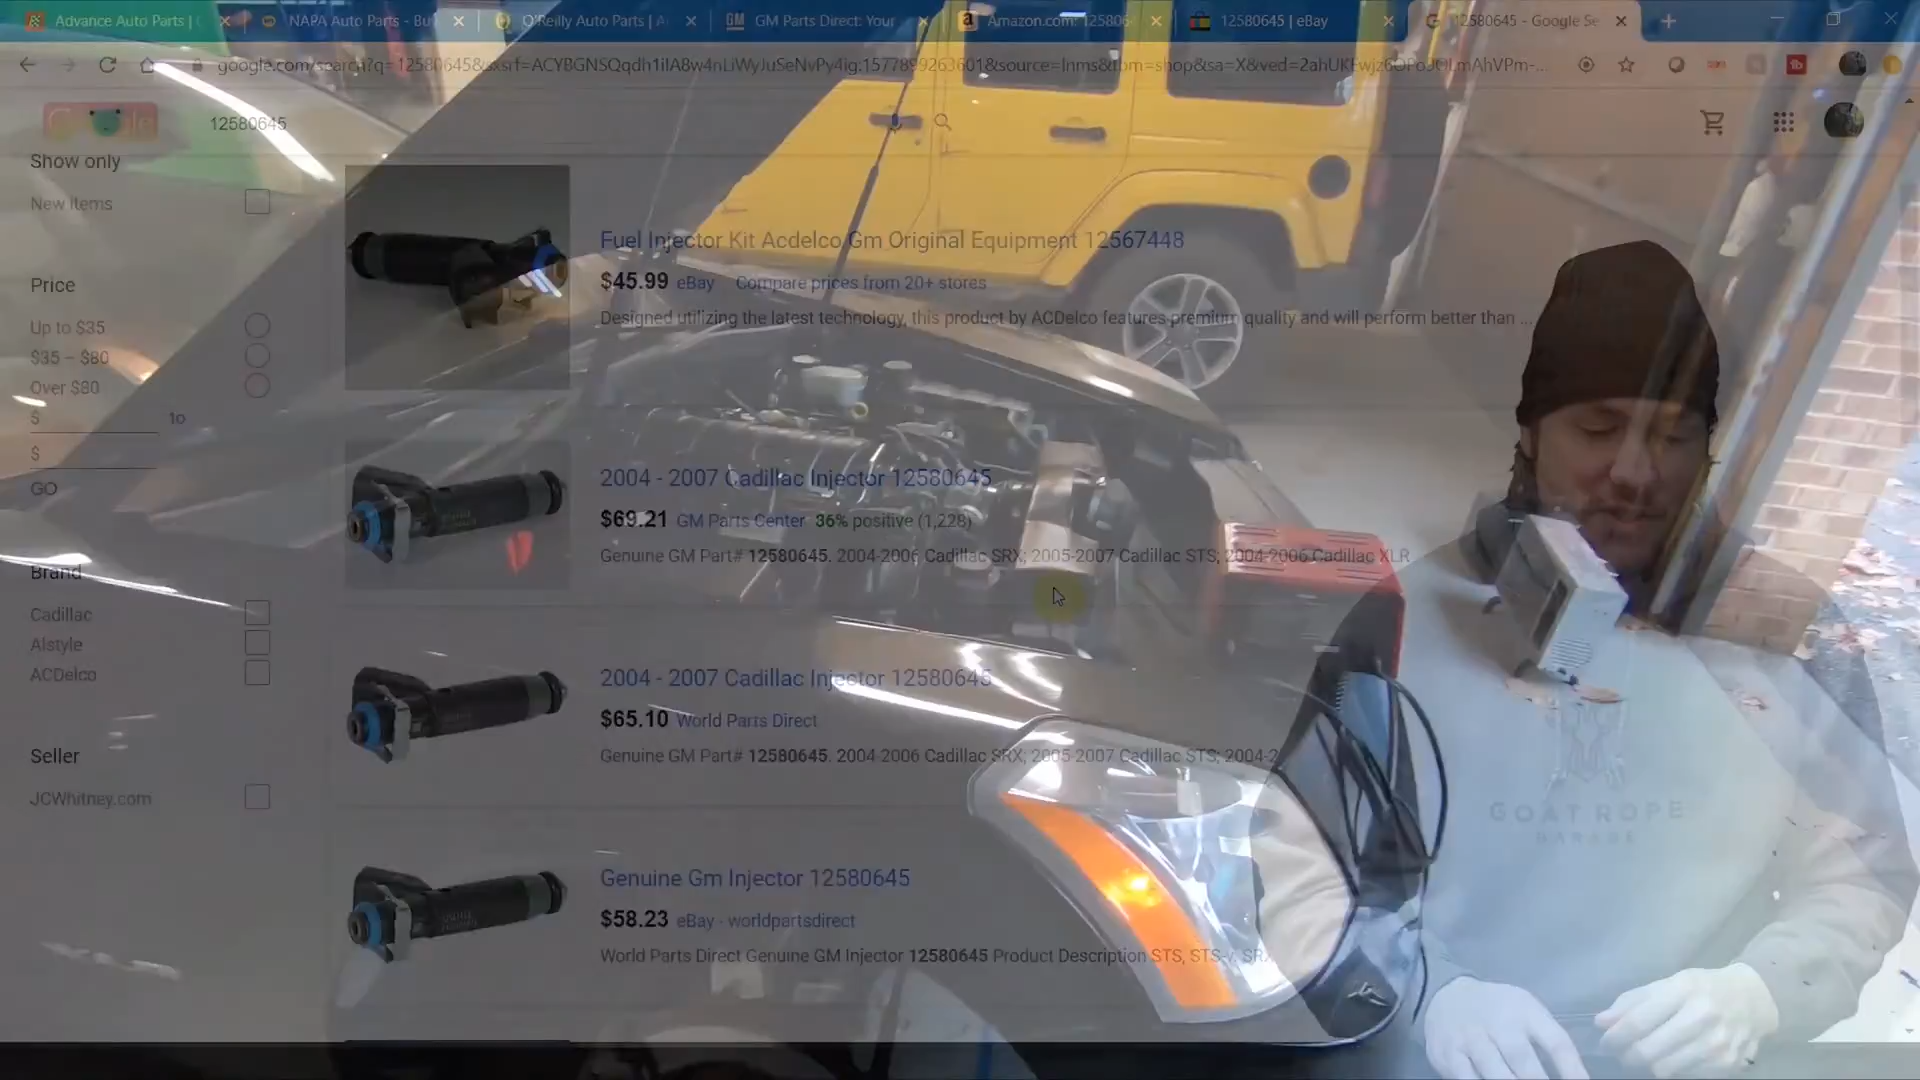 Advance Auto Parts |
NAPA Auto Parts - Bu
O'Reilly Auto Parts | A
GM Parts Direct: Your
Amazon.com: 125806
12580645 | eBay
12580645 - Google Se
Google
12580645
Show only
New items
Price
Up to $35
$35 – $80
Over $80
$ to
$
GO
Brand
Cadillac
Alstyle
ACDelco
Seller
JCWhitney.com
Fuel Injector Kit Acdelco Gm Original Equipment 12567448
$45.99 eBay Compare prices from 20+ stores
Designed utilizing the latest technology, this product by ACDelco features premium quality and will perform better than ...
2004 - 2007 Cadillac Injector 12580645
$69.21 GM Parts Center 36% positive (1,228)
Genuine GM Part# 12580645. 2004-2006 Cadillac SRX; 2005-2007 Cadillac STS; 2004-2006 Cadillac XLR
2004 - 2007 Cadillac Injector 12580645
$65.10 World Parts Direct
Genuine GM Part# 12580645. 2004-2006 Cadillac SRX; 2005-2007 Cadillac STS; 2004-2
Genuine Gm Injector 12580645
$58.23 eBay - worldpartsdirect
World Parts Direct Genuine GM Injector 12580645 Product Description STS, STS-V, SRX
GOAT ROPE
GARAGE